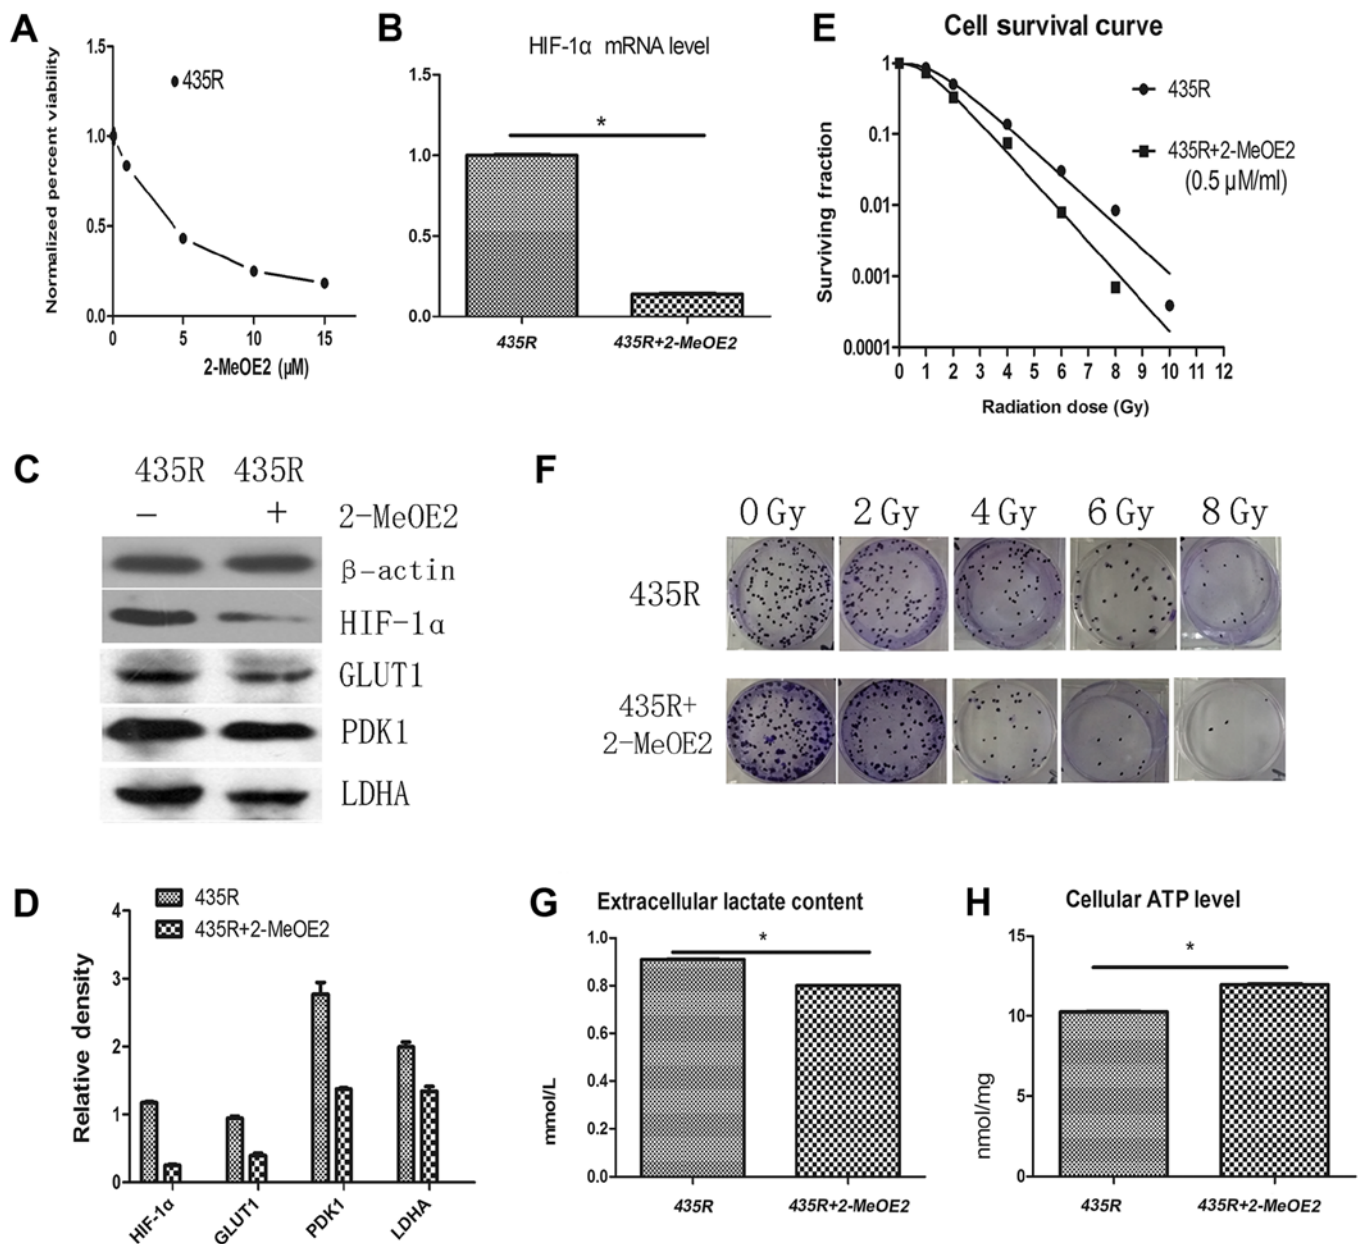 A
Normalized percent viability
1.5
1.0
0.5
0.0
435R
0 5 10 15
2-MeOE2 (μM)
B
HIF-1α mRNA level
1.5
1.0
0.5
0.0
*
435R 435R+2-MeOE2
E
Cell survival curve
Surviving fraction
1
0.1
0.01
0.001
0.0001
435R
435R+2-MeOE2
(0.5 μM/ml)
0 1 2 3 4 5 6 7 8 9 10 11 12
Radiation dose (Gy)
C
435R 435R
− + 2-MeOE2
β-actin
HIF-1α
GLUT1
PDK1
LDHA
F
0 Gy 2 Gy 4 Gy 6 Gy 8 Gy
435R
435R+
2-MeOE2
D
435R
435R+2-MeOE2
Relative density
4
3
2
1
0
HIF-1α GLUT1 PDK1 LDHA
G
Extracellular lactate content
mmol/L
1.0
0.8
0.6
0.4
0.2
0.0
*
435R 435R+2-MeOE2
H
Cellular ATP level
nmol/mg
15
10
5
0
*
435R 435R+2-MeOE2